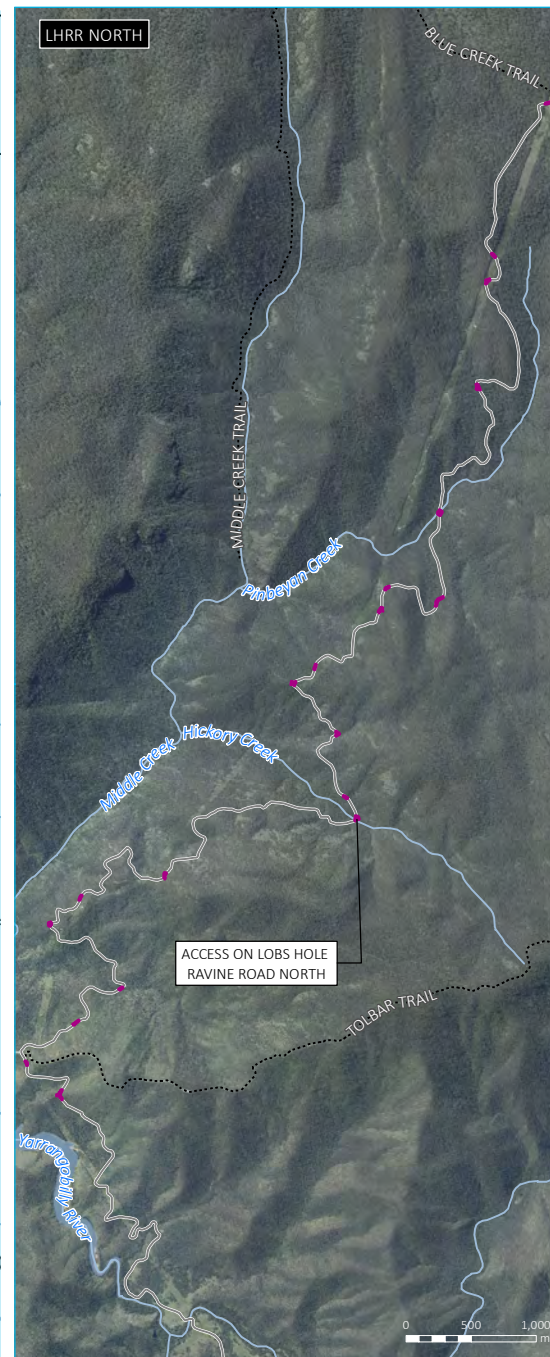 LHRR NORTH
BLUE CREEK TRAIL
MIDDLE CREEK TRAIL
Pinbeyan Creek
Hickory Creek
Middle Creek
ACCESS ON LOBS HOLE
RAVINE ROAD NORTH
TOLBAR TRAIL
Yarrangobilly River
0 500 1,000
m